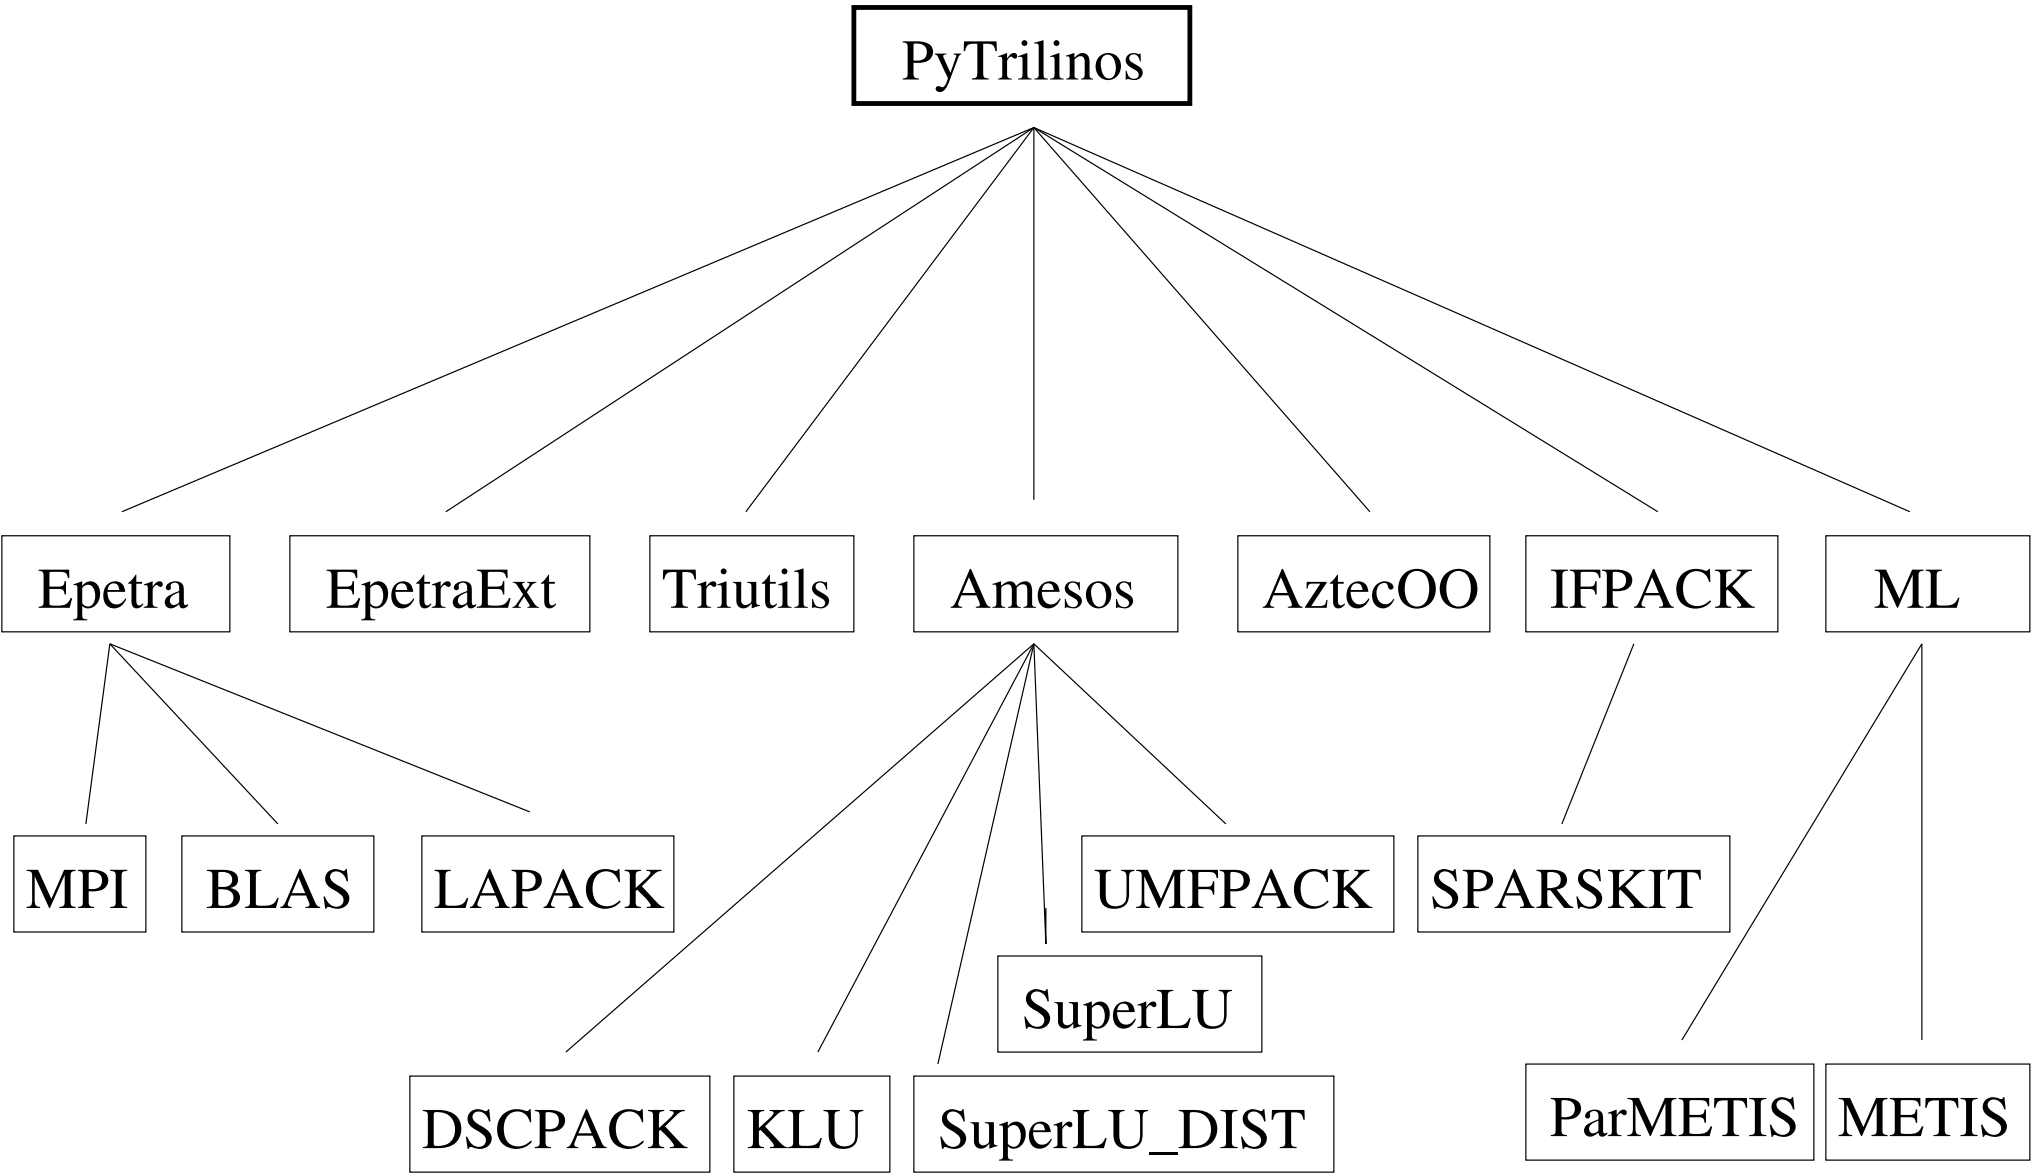 PyTrilinos
Epetra
EpetraExt
Triutils
Amesos
AztecOO
IFPACK
ML
MPI
BLAS
LAPACK
UMFPACK
SPARSKIT
SuperLU
DSCPACK
KLU
SuperLU_DIST
ParMETIS
METIS